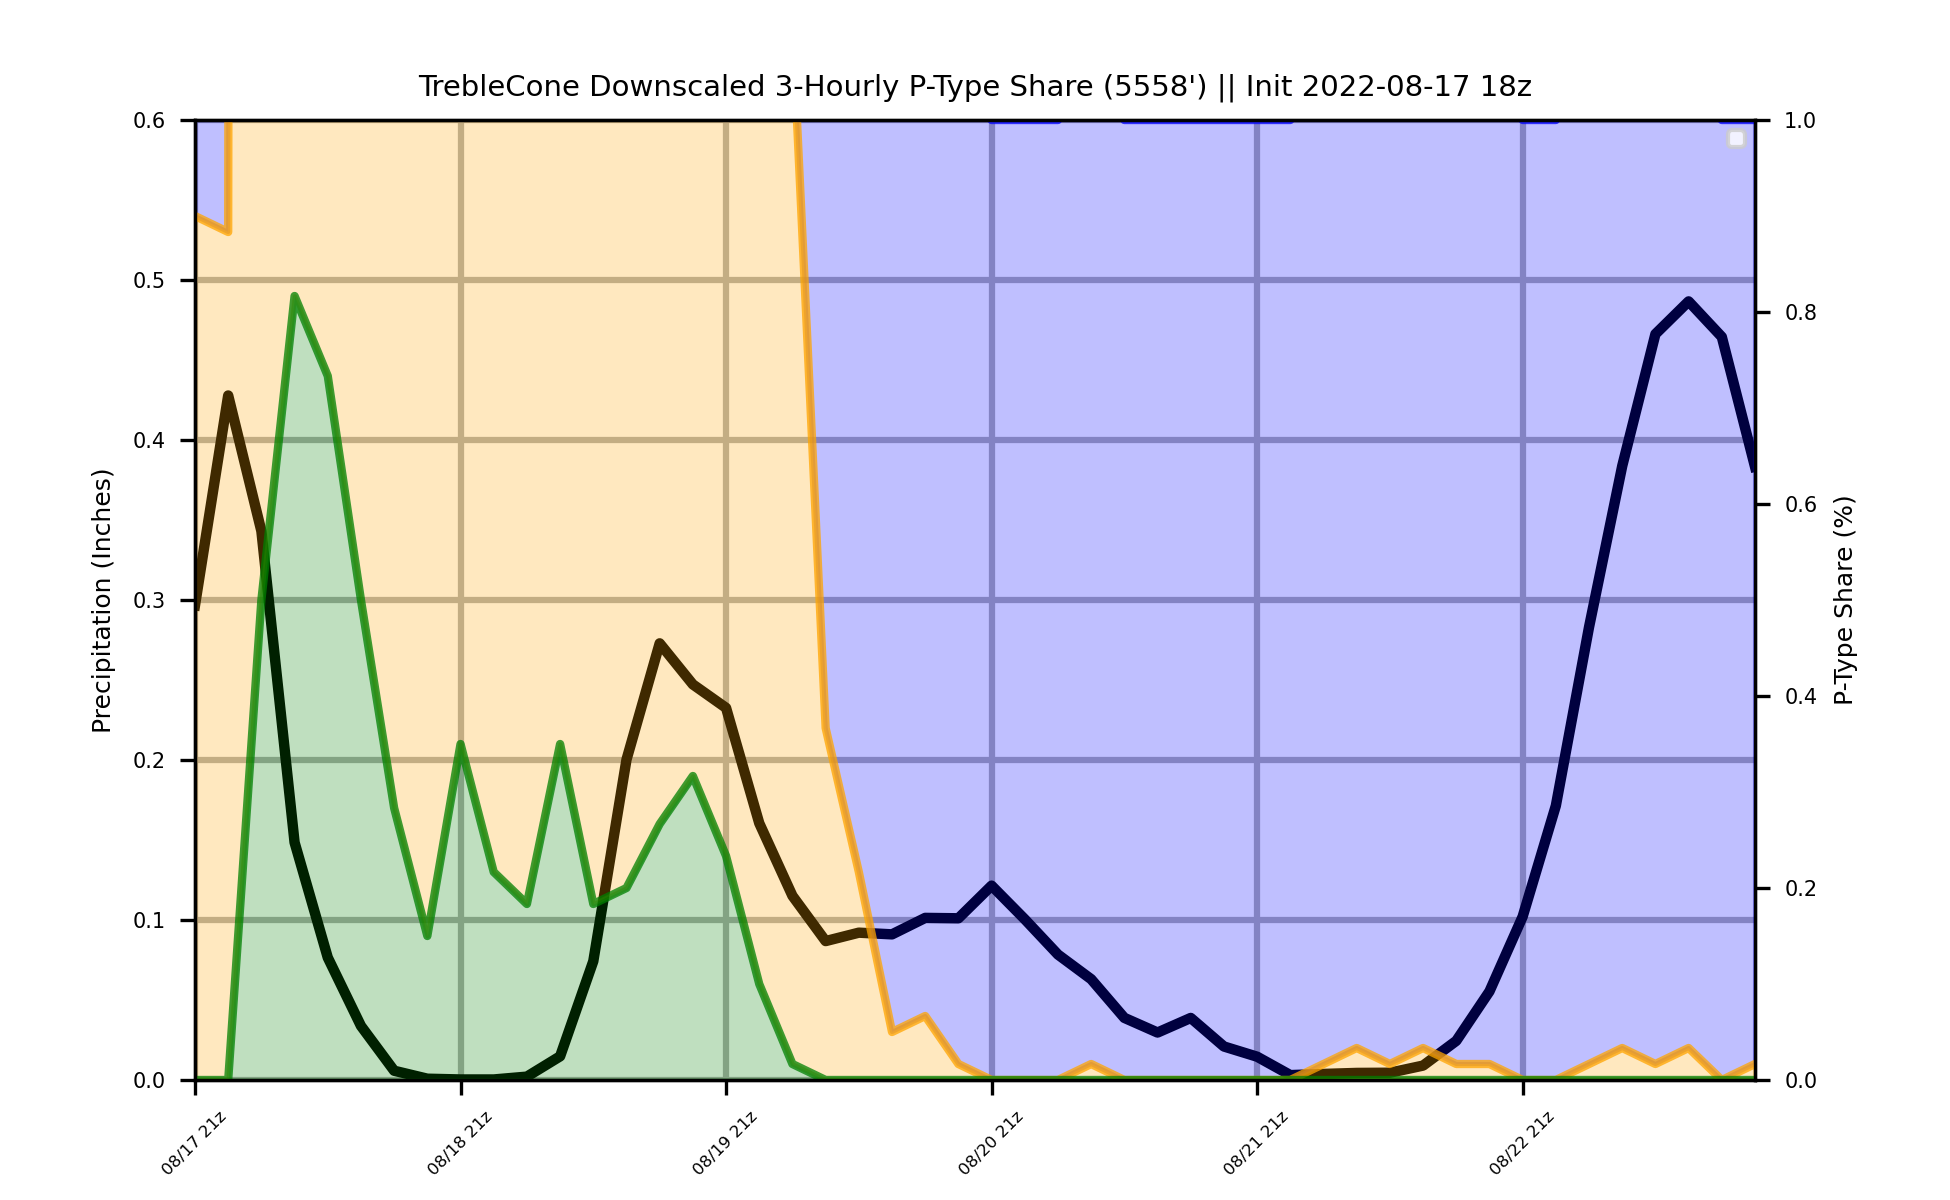 TrebleCone Downscaled 3-Hourly P-Type Share (5558') || Init 2022-08-17 18z
0.6
0.5
0.4
0.3
0.2
0.1
0.0
Precipitation (Inches)
1.0
0.8
0.6
0.4
0.2
0.0
P-Type Share (%)
08/17 21z
08/18 21z
08/19 21z
08/20 21z
08/21 21z
08/22 21z